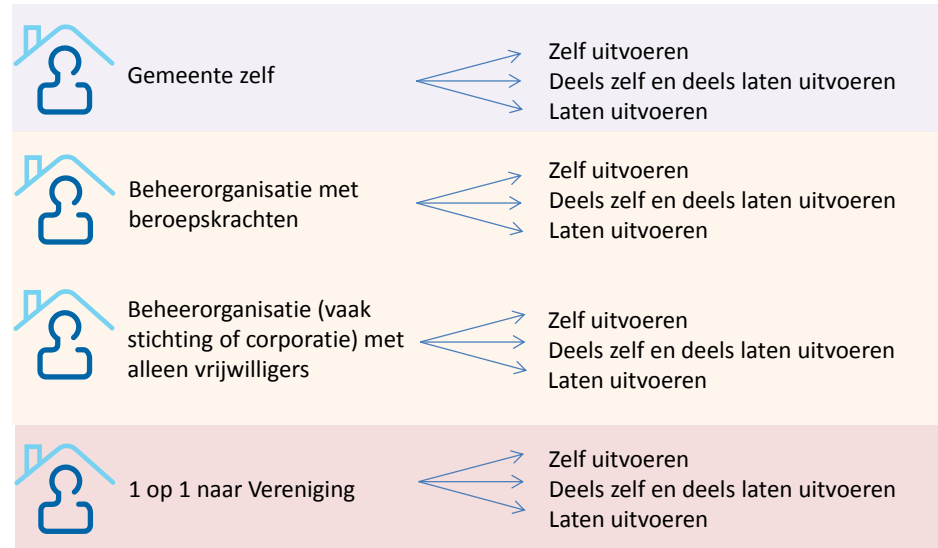 Gemeente zelf
Zelf uitvoeren
Deels zelf en deels laten uitvoeren
Laten uitvoeren
Beheerorganisatie met
beroepskrachten
Zelf uitvoeren
Deels zelf en deels laten uitvoeren
Laten uitvoeren
Beheerorganisatie (vaak
stichting of corporatie) met
alleen vrijwilligers
Zelf uitvoeren
Deels zelf en deels laten uitvoeren
Laten uitvoeren
1 op 1 naar Vereniging
Zelf uitvoeren
Deels zelf en deels laten uitvoeren
Laten uitvoeren